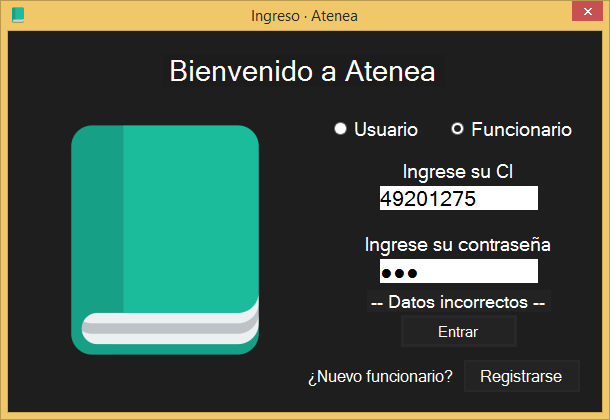 Ingreso · Atenea
Bienvenido a Atenea
Usuario Funcionario
Ingrese su CI
49201275
Ingrese su contraseña
●●●
-- Datos incorrectos --
Entrar
¿Nuevo funcionario? Registrarse